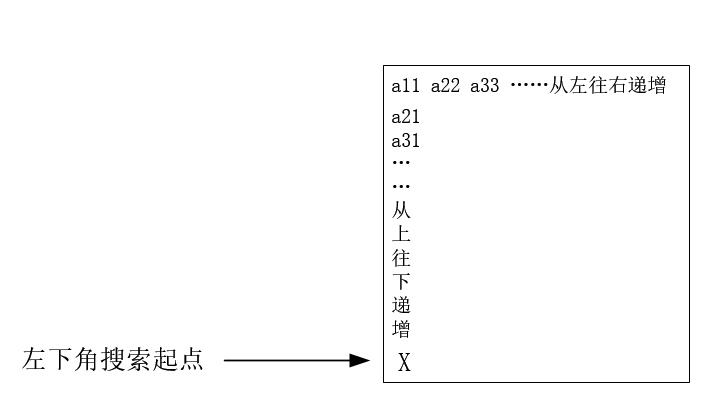 a11 a22 a33 ……从左往右递增
a21
a31
…
…
从
上
往
下
递
增
左下角搜索起点
X